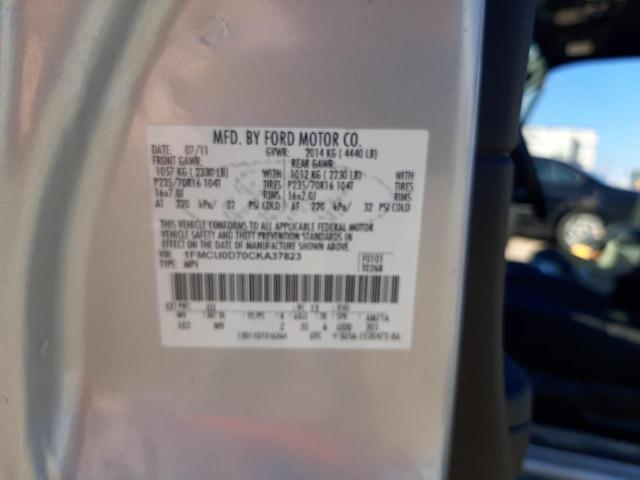 MFD. BY FORD MOTOR CO.
DATE: 07/11 GVWR: 2014 KG ( 4440 LB)
FRONT GAWR: REAR GAWR:
1057 KG ( 2330 LB) WITH 1012 KG ( 2230 LB) WITH
P235/70R16 104T TIRES P235/70R16 104T TIRES
16x7.0J RIMS 16x7.0J RIMS
AT 220 kPa/ 32 PSI COLD AT 220 kPa/ 32 PSI COLD
THIS VEHICLE CONFORMS TO ALL APPLICABLE FEDERAL MOTOR
VEHICLE SAFETY AND THEFT PREVENTION STANDARDS IN
EFFECT ON THE DATE OF MANUFACTURE SHOWN ABOVE.
VIN: 1FMCU0D70CKA37823 F0101
TYPE: MPV T0268